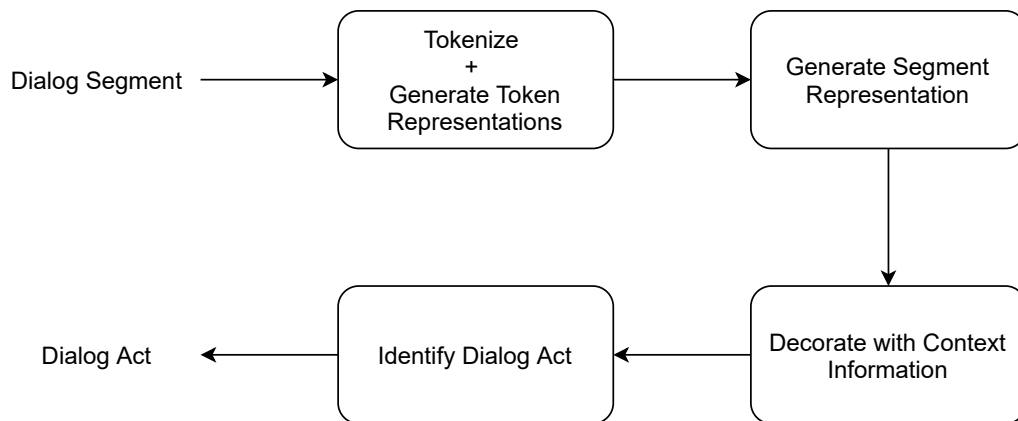 Dialog Segment
Tokenize
+
Generate Token
Representations
Generate Segment
Representation
Decorate with Context
Information
Identify Dialog Act
Dialog Act